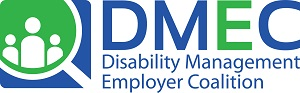 DMEC
Disability Management
Employer Coalition